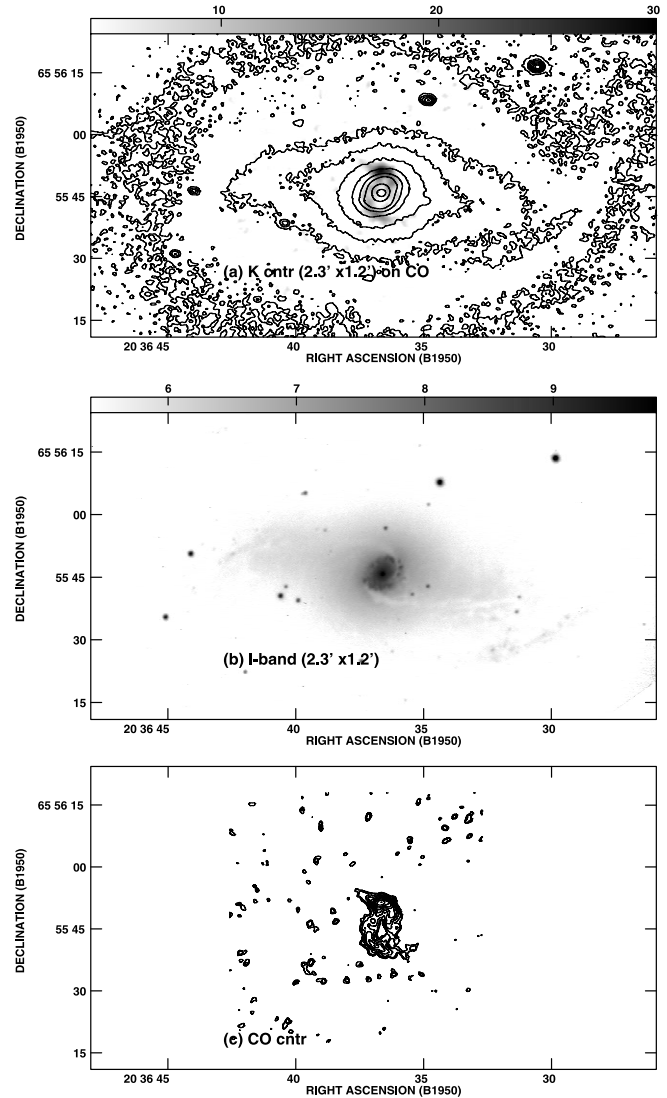 10 20 30
65 56 15
00
55 45
30
15
DECLINATION (B1950)
(a) K cntr (2.3' x1.2') on CO
20 36 45 40 35 30
RIGHT ASCENSION (B1950)
6 7 8 9
65 56 15
00
55 45
30
15
DECLINATION (B1950)
(b) I-band (2.3' x1.2')
20 36 45 40 35 30
RIGHT ASCENSION (B1950)
65 56 15
00
55 45
30
15
DECLINATION (B1950)
(e) CO cntr
20 36 45 40 35 30
RIGHT ASCENSION (B1950)